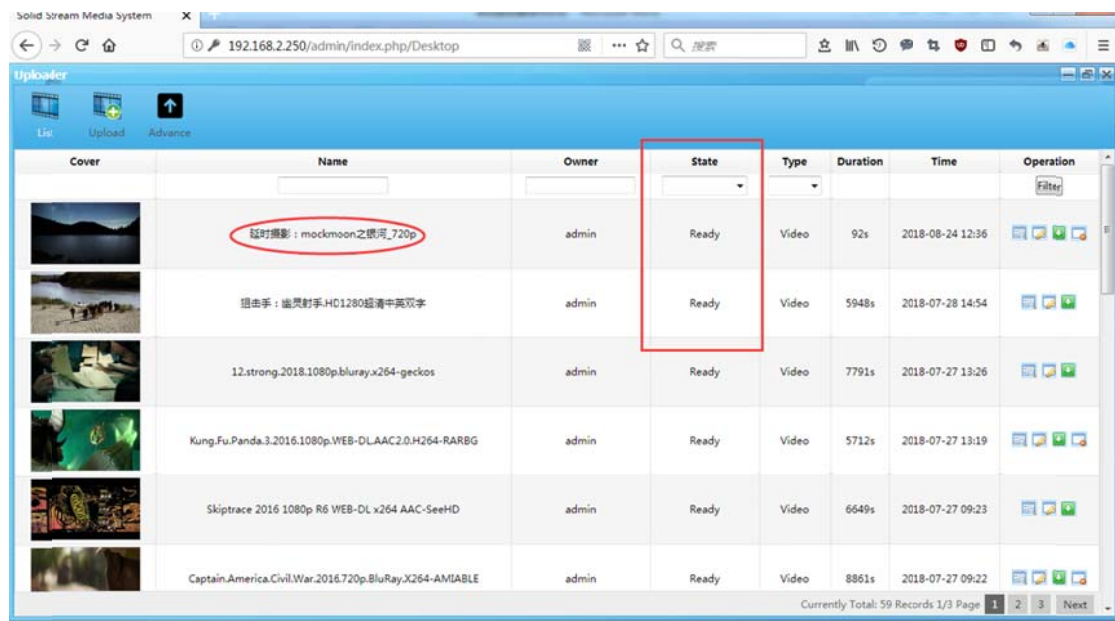 Solid Stream Media System
192.168.2.250/admin/index.php/Desktop
搜索
Uploader
List Upload Advance
Cover Name Owner State Type Duration Time Operation
Filter
延时摄影：mockmoon之银河_720p admin Ready Video 92s 2018-08-24 12:36
狙击手：幽灵射手.HD1280超清中英双字 admin Ready Video 5948s 2018-07-28 14:54
12.strong.2018.1080p.bluray.x264-geckos admin Ready Video 7791s 2018-07-27 13:26
Kung.Fu.Panda.3.2016.1080p.WEB-DL.AAC2.0.H264-RARBG admin Ready Video 5712s 2018-07-27 13:19
Skiptrace 2016 1080p R6 WEB-DL x264 AAC-SeeHD admin Ready Video 6649s 2018-07-27 09:23
Captain.America.Civil.War.2016.720p.BluRay.X264-AMIABLE admin Ready Video 8861s 2018-07-27 09:22
Currently Total: 59 Records 1/3 Page 1 2 3 Next